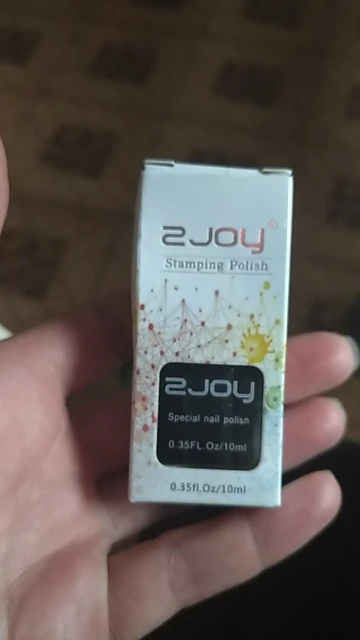 2JOY
Stamping Polish
2JOY
Special nail polish
0.35FL.Oz/10ml
0.35fl.Oz/10ml